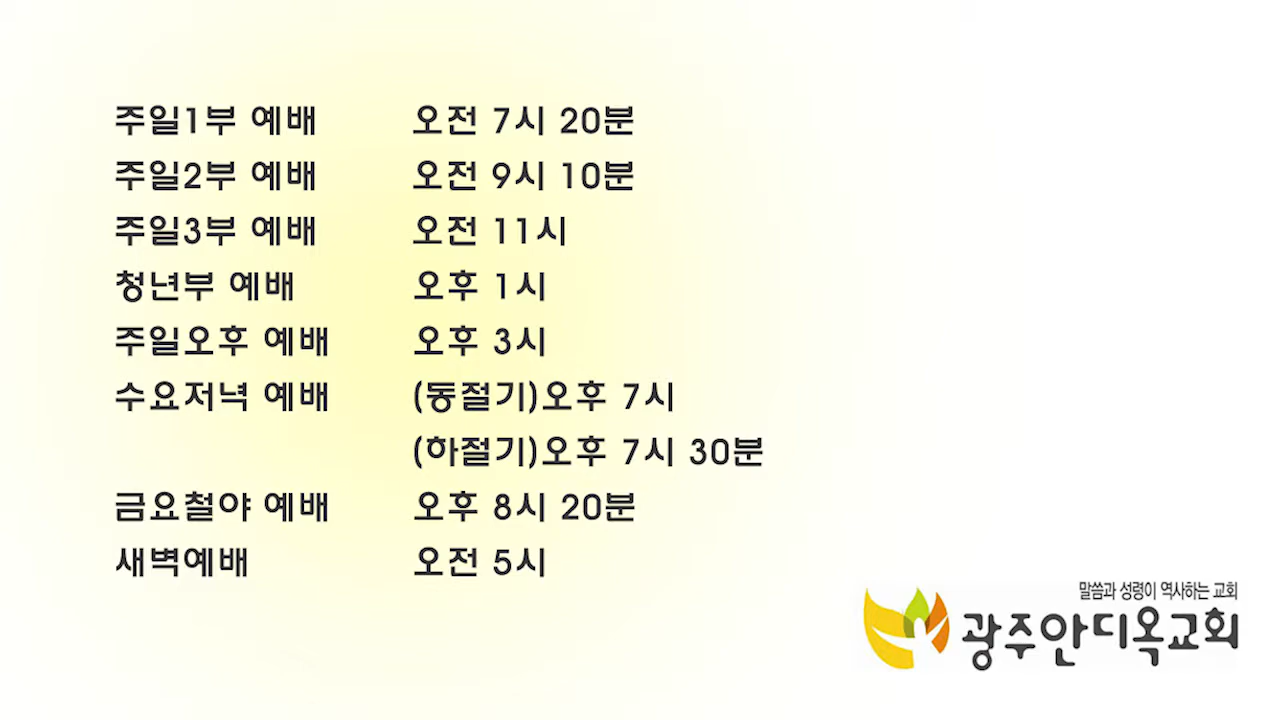 주일1부 예배 오전 7시 20분
주일2부 예배 오전 9시 10분
주일3부 예배 오전 11시
청년부 예배 오후 1시
주일오후 예배 오후 3시
수요저녁 예배 (동절기)오후 7시
(하절기)오후 7시 30분
금요철야 예배 오후 8시 20분
새벽예배 오전 5시
말씀과 성령이 역사하는 교회
광주안디옥교회